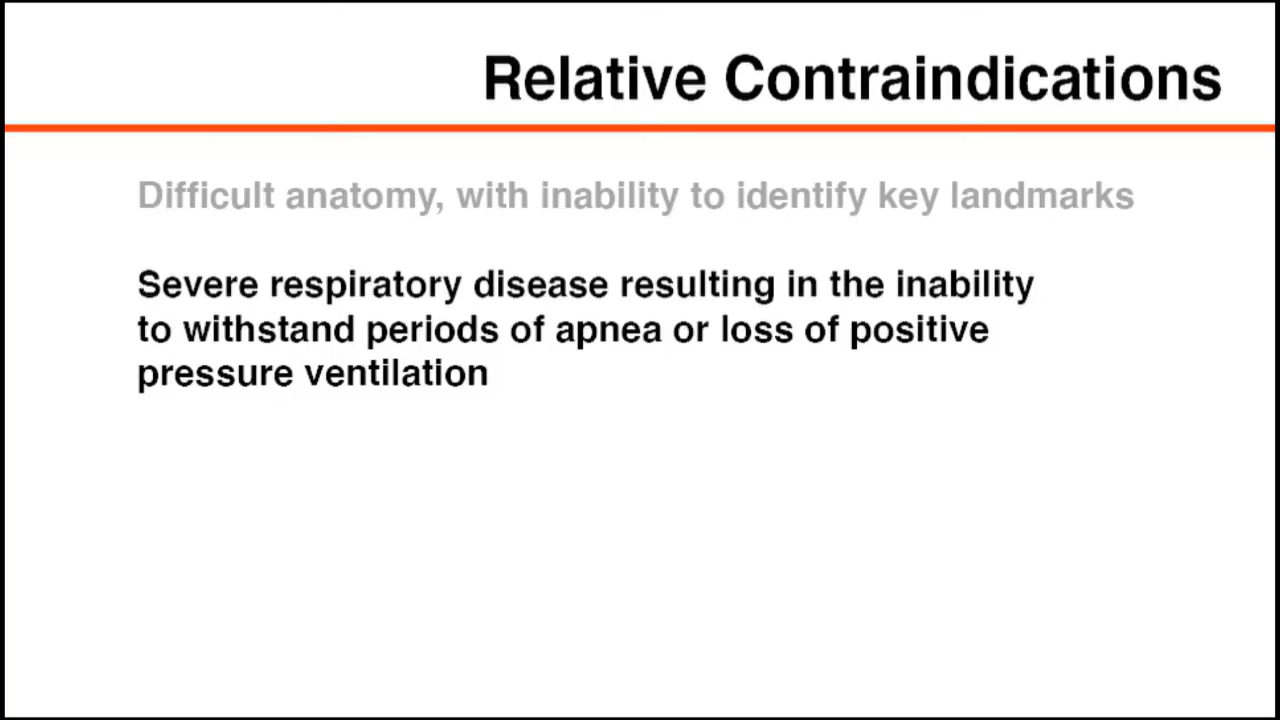 Relative Contraindications
Difficult anatomy, with inability to identify key landmarks
Severe respiratory disease resulting in the inability
to withstand periods of apnea or loss of positive
pressure ventilation